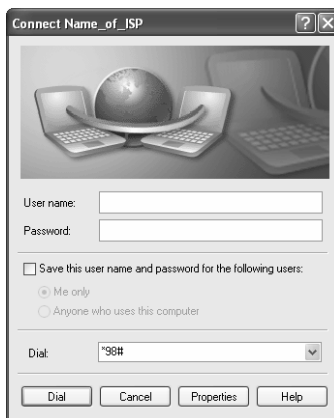 Connect Name_of_ISP
User name:
Password:
Save this user name and password for the following users:
Me only
Anyone who uses this computer
Dial: *98#
Dial Cancel Properties Help